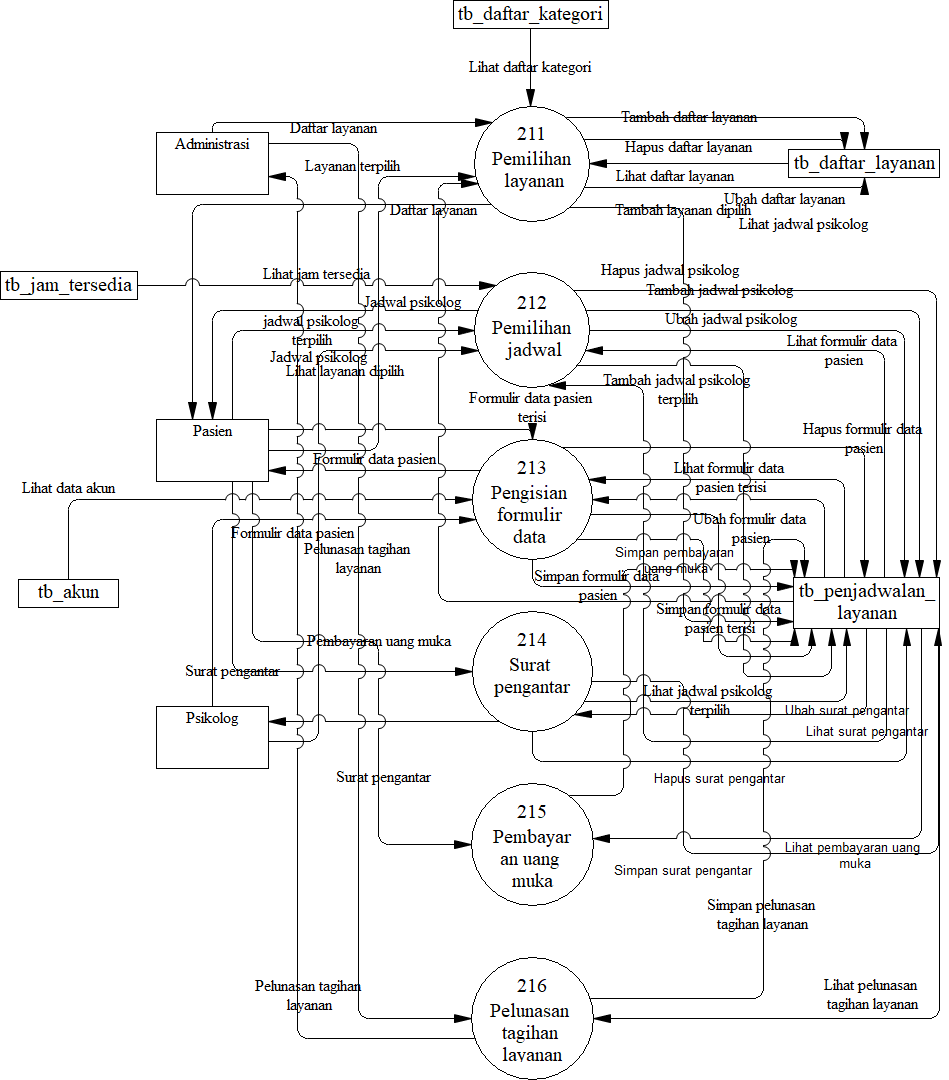 tb_daftar_kategori
Lihat daftar kategori
Administrasi
Daftar layanan
211
Pemilihan
layanan
Tambah daftar layanan
Hapus daftar layanan
tb_daftar_layanan
Layanan terpilih
Lihat daftar layanan
Ubah daftar layanan
Daftar layanan
Tambah layanan dipilih
Lihat jadwal psikolog
tb_jam_tersedia
Lihat jam tersedia
Hapus jadwal psikolog
Tambah jadwal psikolog
Jadwal psikolog
212
Pemilihan
jadwal
Ubah jadwal psikolog
jadwal psikolog
terpilih
Jadwal psikolog
Lihat layanan dipilih
Lihat formulir data
pasien
Tambah jadwal psikolog
terpilih
Formulir data pasien
terisi
Pasien
Hapus formulir data
pasien
Formulir data pasien
213
Pengisian
formulir
data
Lihat formulir data
pasien terisi
Lihat data akun
Ubah formulir data
pasien
Formulir data pasien
Pelunasan tagihan
layanan
Simpan pembayaran
uang muka
tb_akun
Simpan formulir data
pasien
tb_penjadwalan_
layanan
Simpan formulir data
pasien terisi
Pembayaran uang muka
214
Surat
pengantar
Surat pengantar
Lihat jadwal psikolog
terpilih
Ubah surat pengantar
Psikolog
Lihat surat pengantar
Surat pengantar
Hapus surat pengantar
215
Pembayar
an uang
muka
Lihat pembayaran uang
muka
Simpan surat pengantar
Simpan pelunasan
tagihan layanan
Pelunasan tagihan
layanan
216
Pelunasan
tagihan
layanan
Lihat pelunasan
tagihan layanan